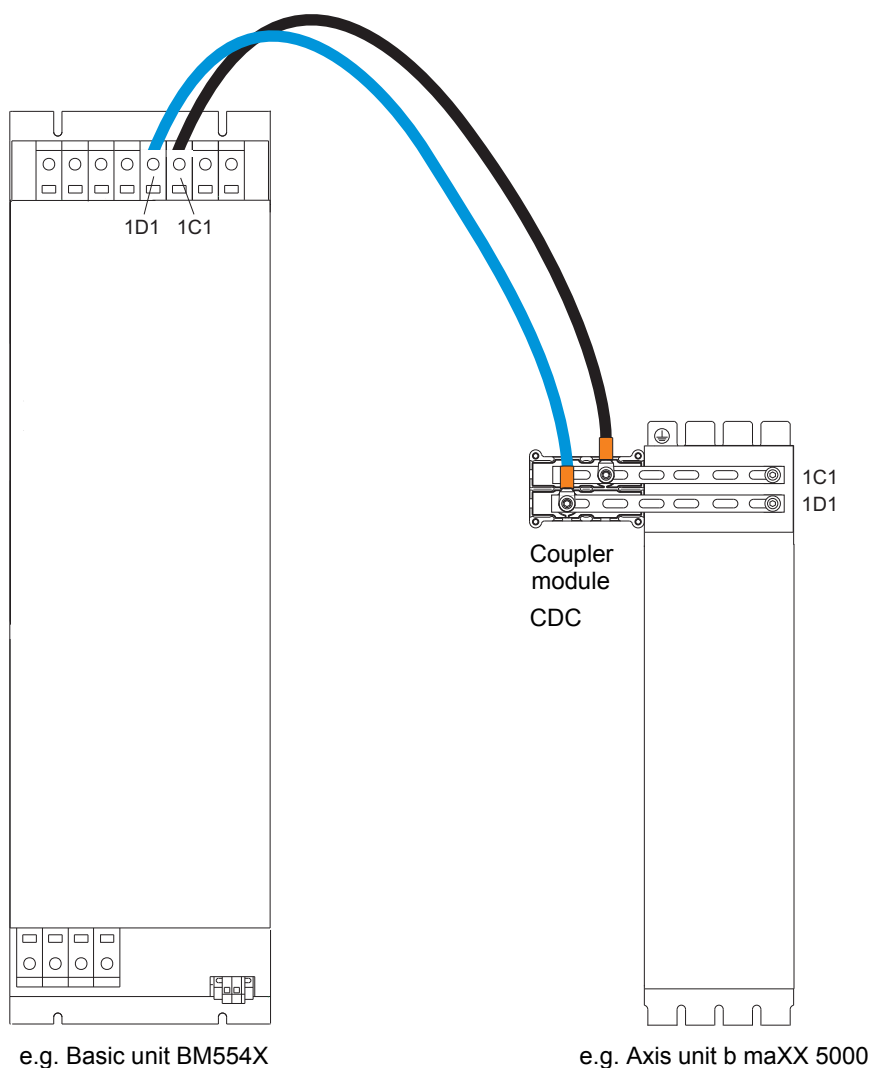 1D1 1C1
1C1
1D1
Coupler
module
CDC
e.g. Basic unit BM554X
e.g. Axis unit b maXX 5000